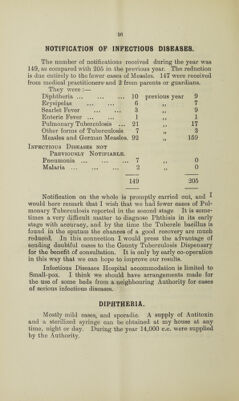 10
NOTIFICATION OF INFECTIOUS DISEASES.
The number of notifications received during the year was
149, as compared with 205 in the previous year. The reduction
is due entirely to the fewer cases of Measles. 147 were received
from medical practitioners and 2 from parents or guardians.
They were :—
Diphtheria ... ... ... 10 previous year 9
Erysipelas ... ... 6 ,, 7
Scarlet Fever ... ... 3 ,, 9
Enteric Fever ... ... 1 ,, 1
Pulmonary Tuberculosis ... 21 ,, 17
Other forms of Tuberculosis 7 ,, 3
Measles and German Measles. 92 ,, 159
Infectious Diseases not
Previously Notifiable.
Pneumonia ... ... ... 7 ,, 0
Malaria ... ... ... 2 ,, 0
149 205
Notification on the whole is promptly carried out, and I
would here remark that I wish that we had fewer cases of Pul-
monary Tuberculosis reported in the second stage It is some-
times a very difficult matter to diagnose Phthisis in its early
stage with accuracy, and by the time the Tubercle bacillus is
found in the sputum the chances of a good recovery are much
reduced. In this connection I would press the advantage of
sending doubtful cases to the County Tuberculosis Dispensary
for the benefit of consultation. It is only by early co-operation
in this way that we can hope to improve our results.
Infectious Diseases Hospital accommodation is limited to
Small-pox. I think we should have arrangements made for
the use of some beds from a neighbouring Authority for cases
of serious infectious diseases.
DIPHTHERIA.
Mostly mild cases, and sporadic. A supply of Antitoxin
and a sterilized syringe can be obtained at my house at any
time, night or day. During the year 14,000 c.c. were supplied
by the Authority.